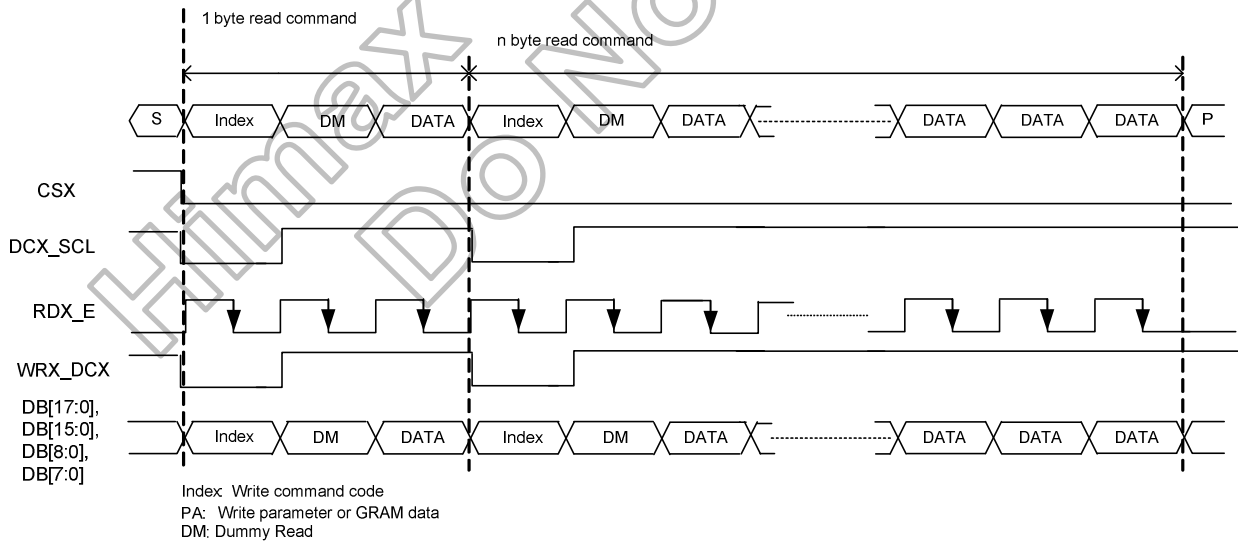 1 byte read command
n byte read command
S Index DM DATA Index DM DATA DATA DATA DATA P
CSX
DCX_SCL
RDX_E
WRX_DCX
DB[17:0],
DB[15:0],
DB[8:0],
DB[7:0]
Index DM DATA Index DM DATA DATA DATA DATA
Index: Write command code
PA: Write parameter or GRAM data
DM: Dummy Read
Himax
Do No